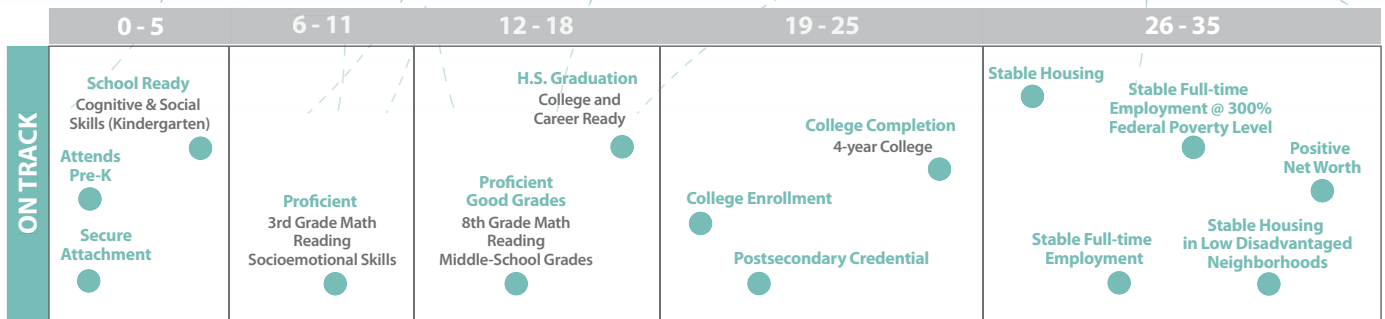 0 - 5
6 - 11
12 - 18
19 - 25
26 - 35
ON TRACK
School Ready
Cognitive & Social
Skills (Kindergarten)
Attends
Pre-K
Secure
Attachment
Proficient
3rd Grade Math
Reading
Socioemotional Skills
H.S. Graduation
College and
Career Ready
Proficient
Good Grades
8th Grade Math
Reading
Middle-School Grades
College Completion
4-year College
College Enrollment
Postsecondary Credential
Stable Housing
Stable Full-time
Employment @ 300%
Federal Poverty Level
Positive
Net Worth
Stable Full-time
Employment
Stable Housing
in Low Disadvantaged
Neighborhoods